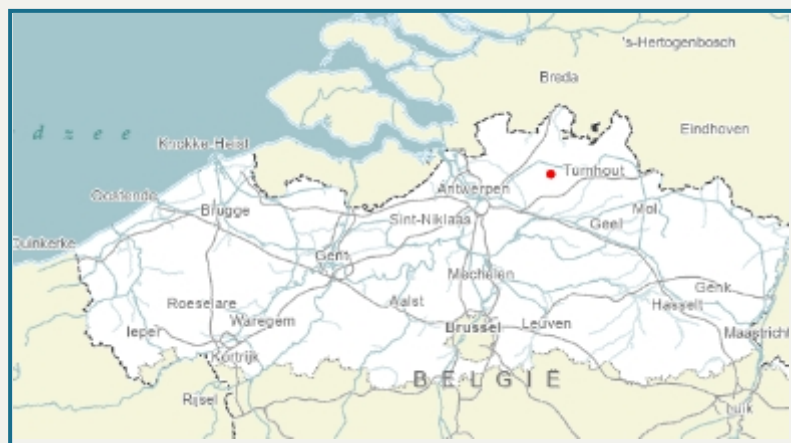 's-Hertogenbosch
Breda
Eindhoven
d z e e
Knokke-Heist
Turnhout
Antwerpen
Oostende
Brugge
Mol
Sint-Niklaas
Geel
Duinkerke
Gent
Mechelen
Genk
Roeselare
Aalst
Hasselt
Waregem
Brussel
Leuven
Ieper
Maastricht
Kortrijk
BELGIË
Rijsel
Luik